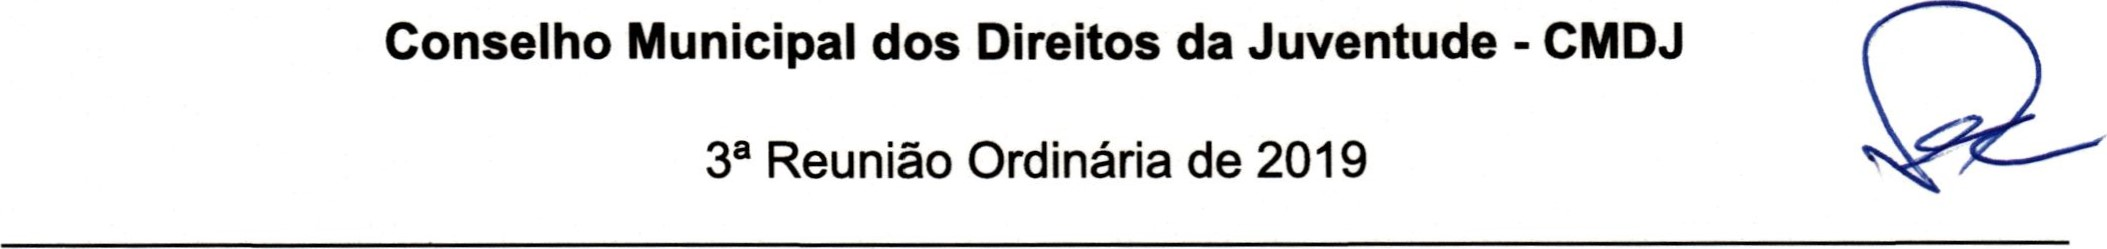 Conselho Municipal dos Direitos da Juventude - CMDJ
3ª Reunião Ordinária de 2019